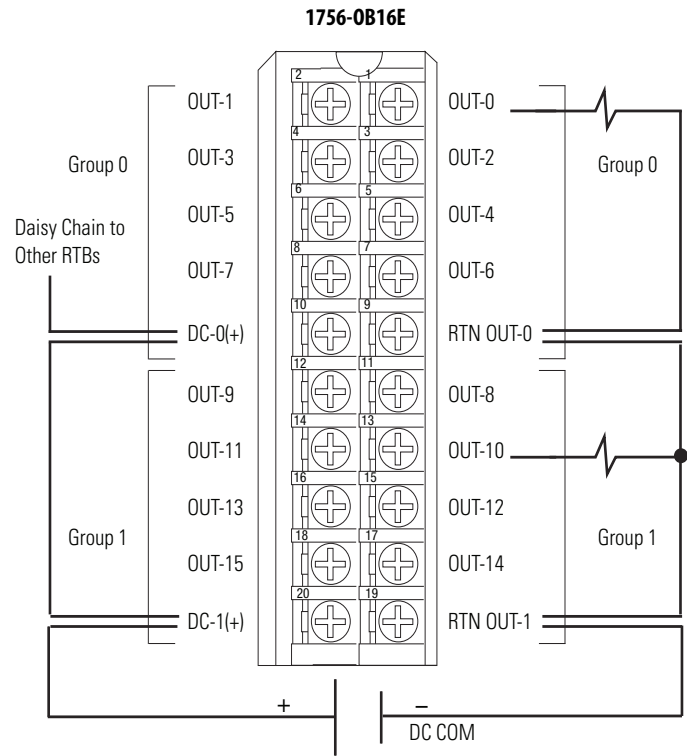 1756-OB16E
2 1
OUT-1 OUT-0
4 3
Group 0 OUT-3 OUT-2 Group 0
6 5
Daisy Chain to
Other RTBs
OUT-5 OUT-4
8 7
OUT-7 OUT-6
10 9
DC-0(+) RTN OUT-0
12 11
OUT-9 OUT-8
14 13
OUT-11 OUT-10
16 15
OUT-13 OUT-12
Group 1 Group 1
18 17
OUT-15 OUT-14
20 19
DC-1(+) RTN OUT-1
+ –
DC COM